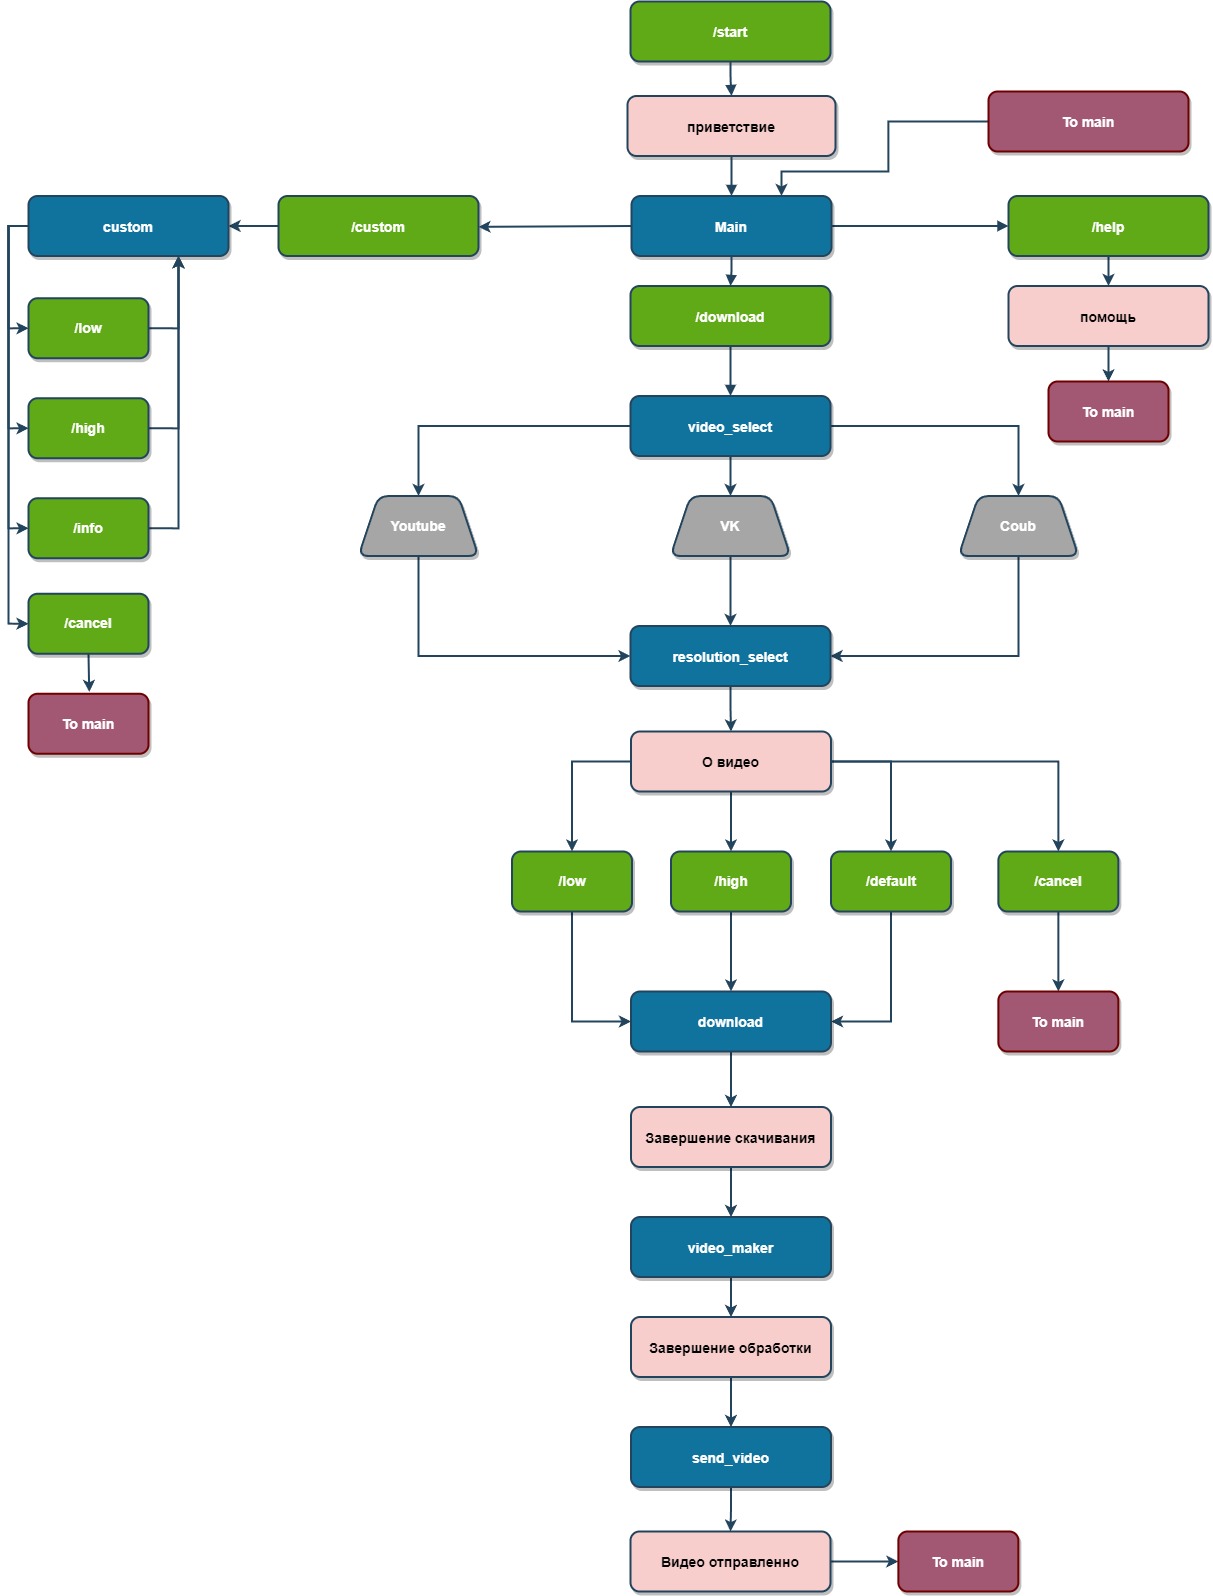 /start
приветствие
To main
custom
/custom
Main
/help
/download
помощь
/low
To main
/high
video_select
/info
Youtube
VK
Coub
/cancel
resolution_select
To main
О видео
/low
/high
/default
/cancel
download
To main
Завершение скачивания
video_maker
Завершение обработки
send_video
Видео отправленно
To main